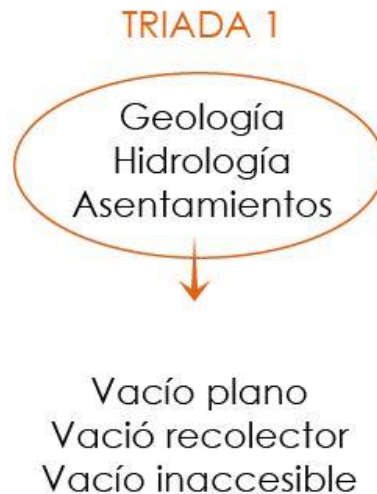 TRIADA 1
Geología
Hidrología
Asentamientos
Vacío plano
Vació recolector
Vacío inaccesible